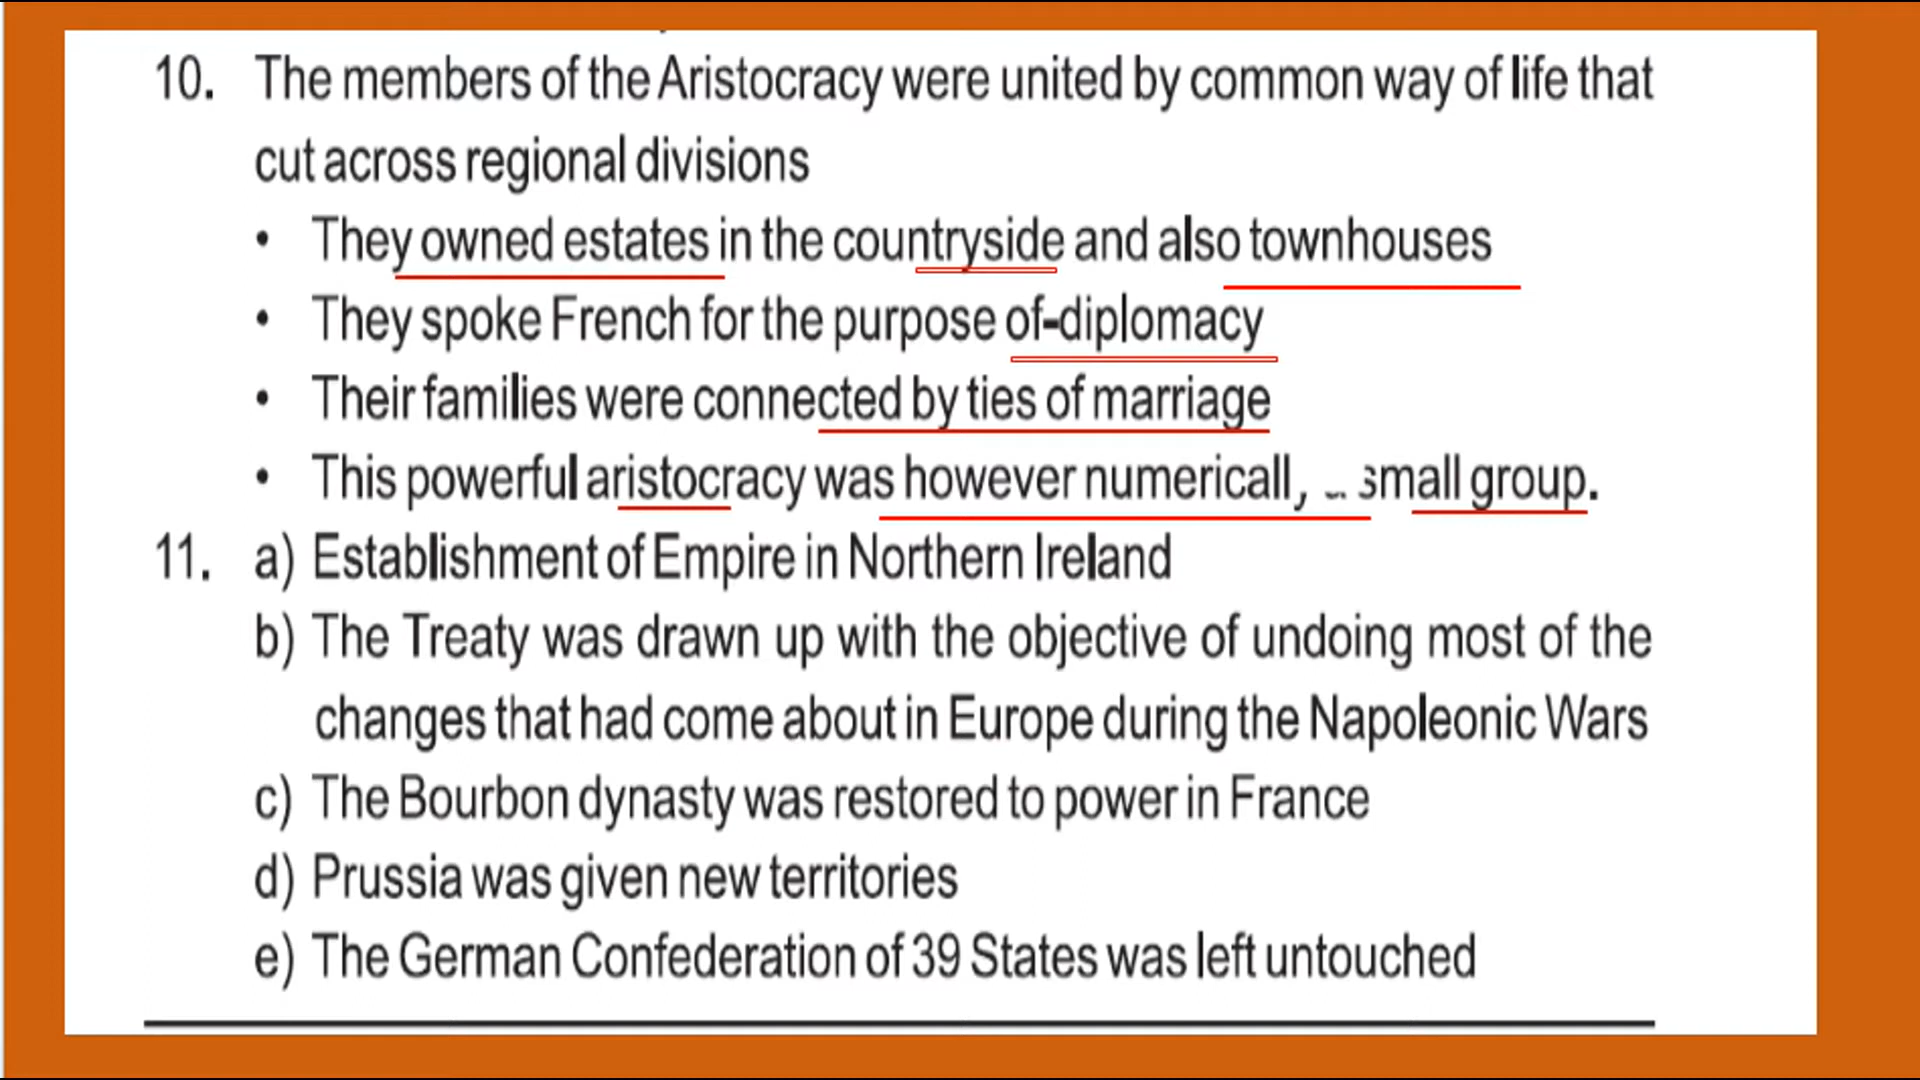 10. The members of the Aristocracy were united by common way of life that
cut across regional divisions
• They owned estates in the countryside and also townhouses
• They spoke French for the purpose of-diplomacy
• Their families were connected by ties of marriage
• This powerful aristocracy was however small group.
11. a) Establishment of Empire in Northern Ireland
b) The Treaty was drawn up with the objective of undoing most of the
changes that had come about in Europe during the Napoleonic Wars
c) The Bourbon dynasty was restored to power in France
d) Prussia was given new territories
e) The German Confederation of 39 States was left untouched